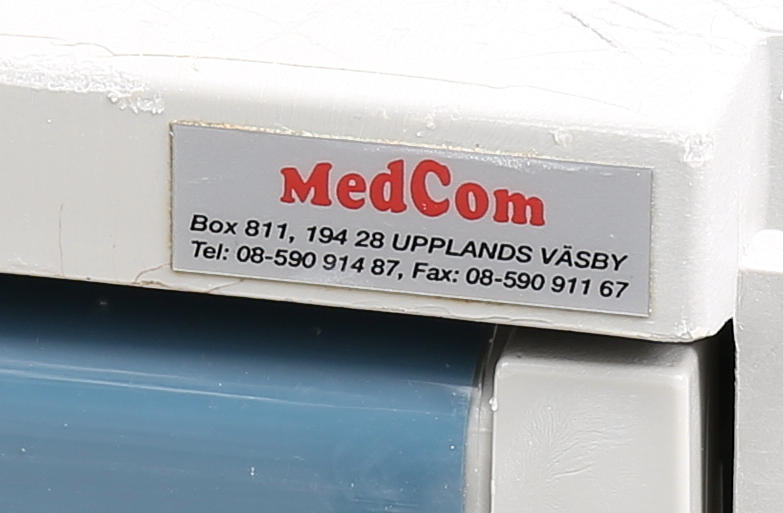 MedCom
Box 811, 194 28 UPPLANDS VÄSBY
Tel: 08-590 914 87, Fax: 08-590 911 67